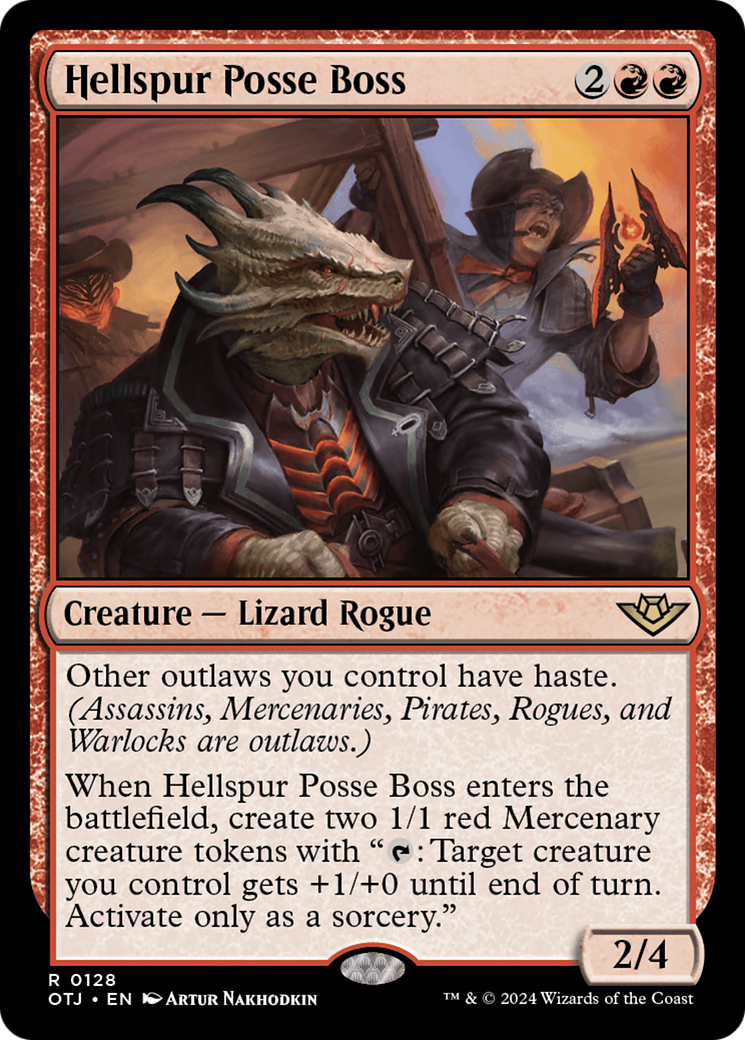 Hellspur Posse Boss 2
Creature — Lizard Rogue
Other outlaws you control have haste.
(Assassins, Mercenaries, Pirates, Rogues, and
Warlocks are outlaws.)
When Hellspur Posse Boss enters the
battlefield, create two 1/1 red Mercenary
creature tokens with “: Target creature
you control gets +1/+0 until end of turn.
Activate only as a sorcery.”
2/4
R 0128
OTJ • EN Artur Nakhodkin
™ & © 2024 Wizards of the Coast